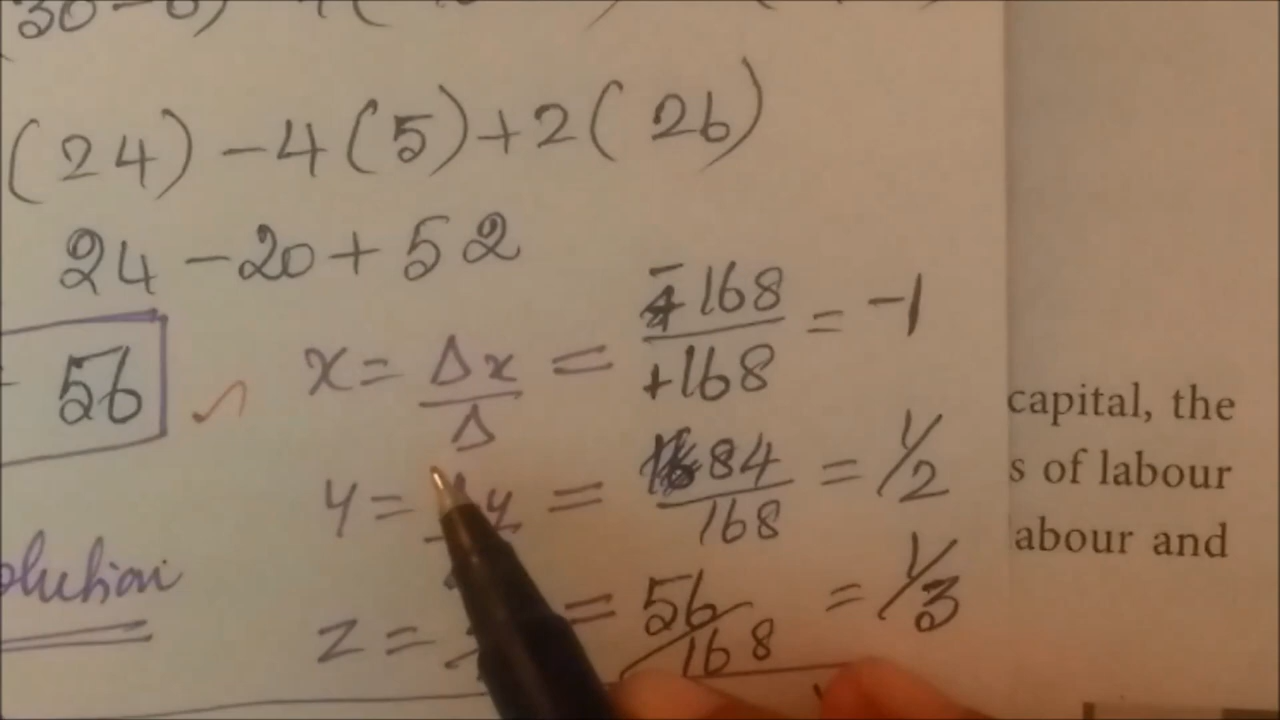 (24) -4(5)+2(26)
24 -20+ 52
56
x = Δx/Δ = -168/+168 = -1
y = y = 84/168 = 1/2
z = = 56/168 = 1/3
olution
capital, the
s of labour
abour and